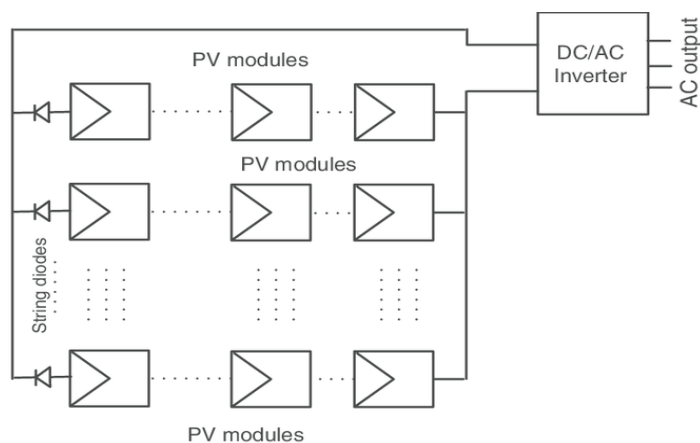 PV modules
DC/AC
Inverter
AC output
PV modules
String diodes
PV modules